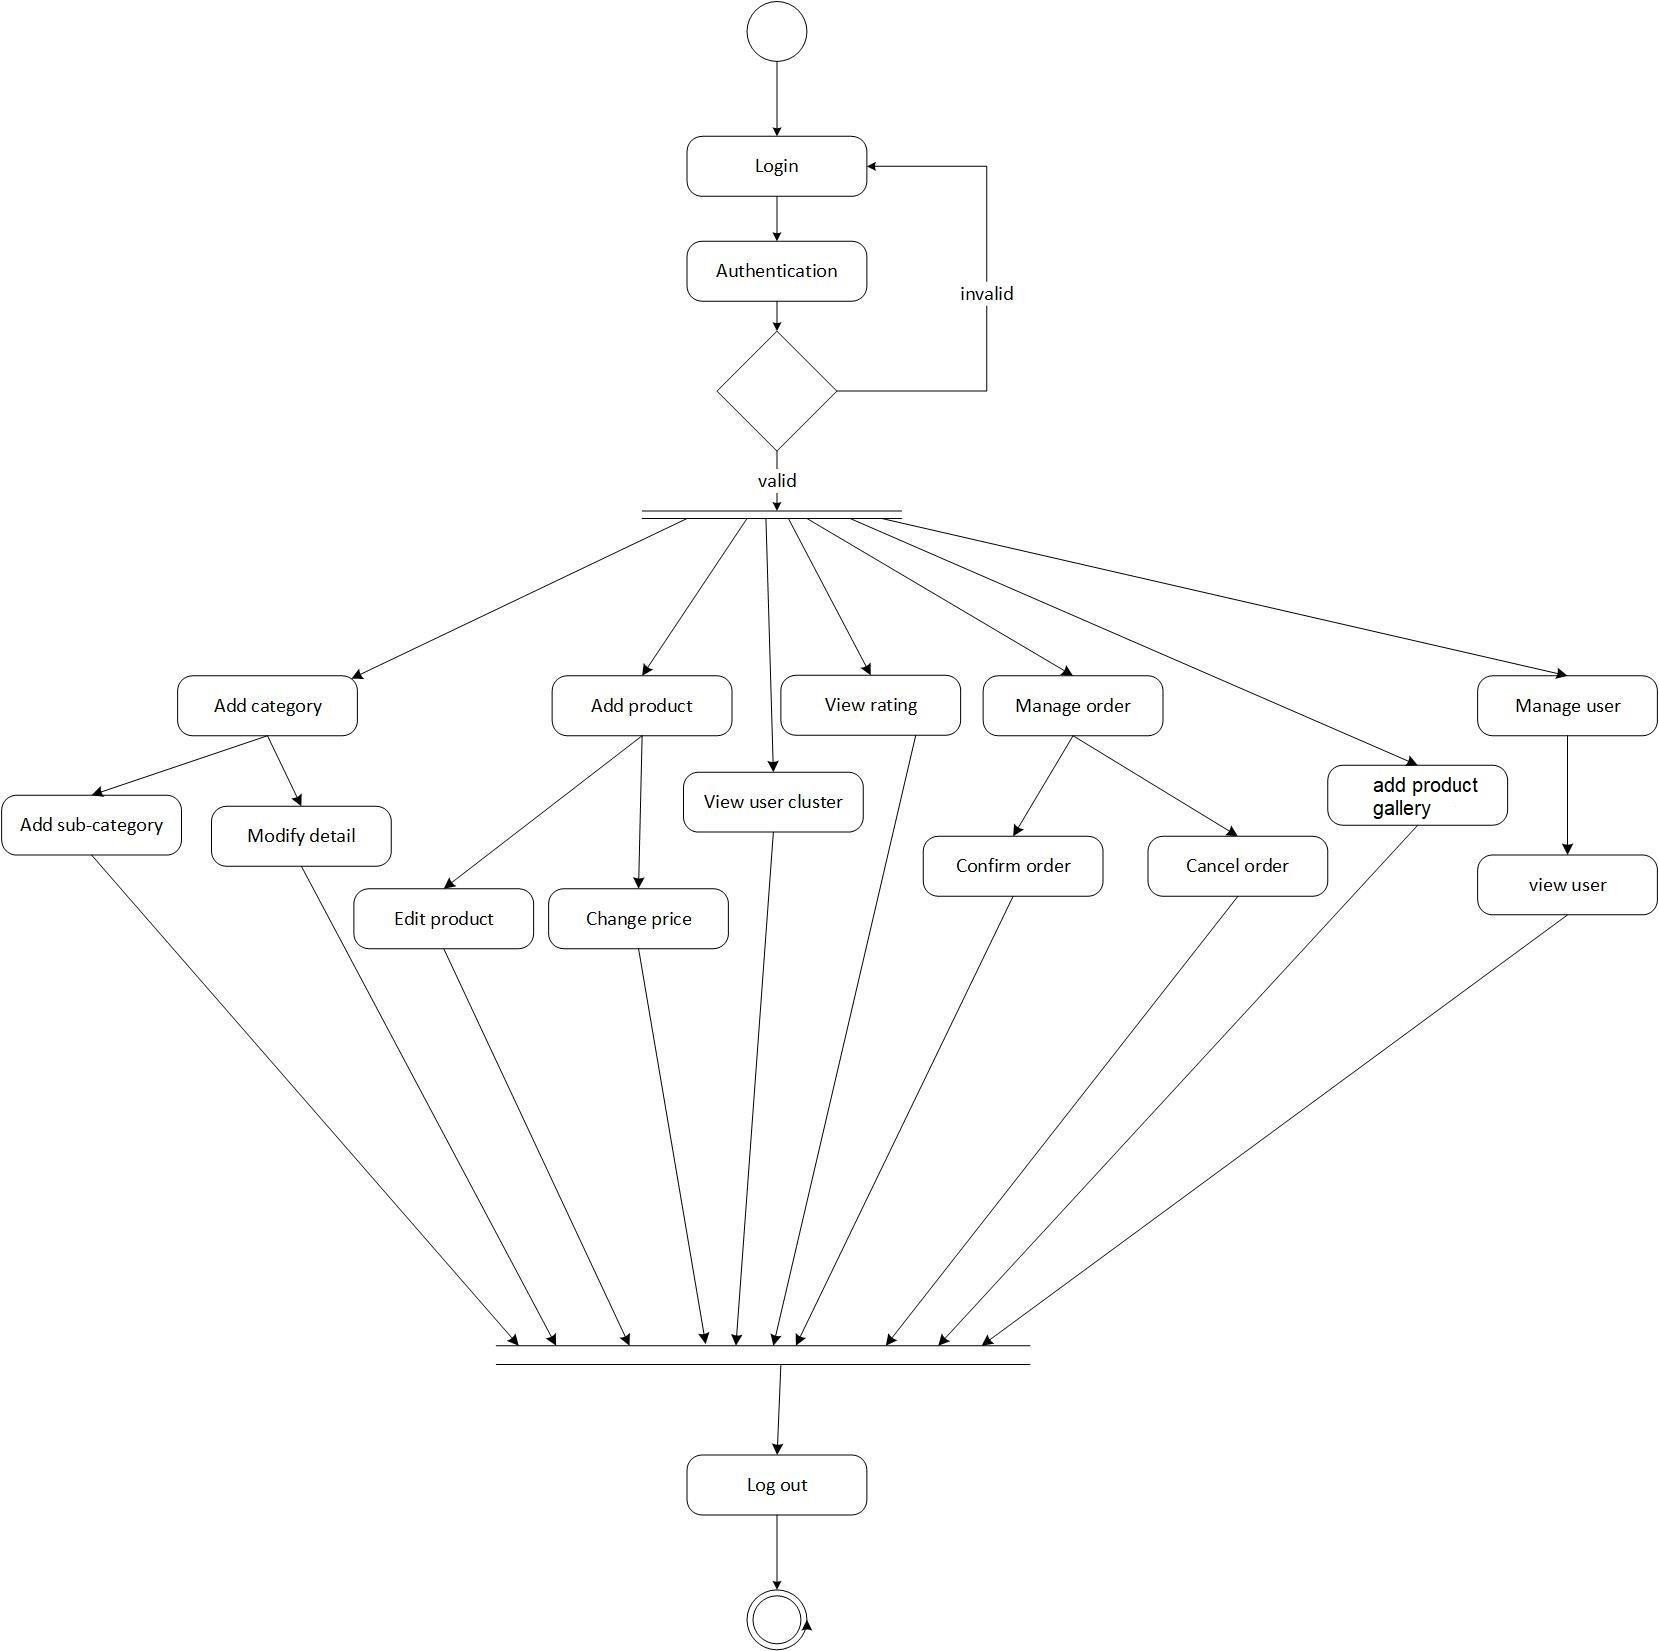 Login
Authentication
invalid
valid
Add category
Add product
View rating
Manage order
Manage user
add product
gallery
View user cluster
Add sub-category
Modify detail
Confirm order
Cancel order
view user
Edit product
Change price
Log out